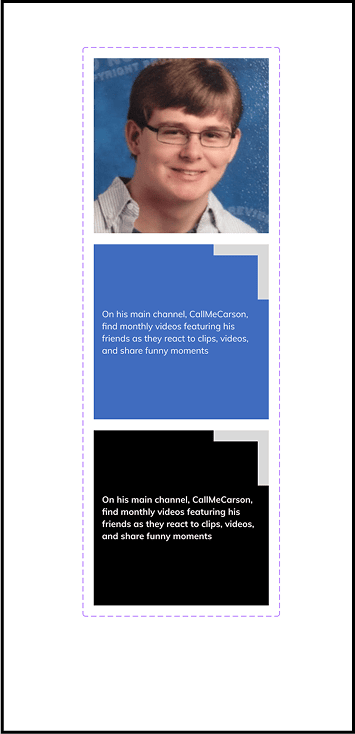 On his main channel, CallMeCarson,
find monthly videos featuring his
friends as they react to clips, videos,
and share funny moments
On his main channel, CallMeCarson,
find monthly videos featuring his
friends as they react to clips, videos,
and share funny moments